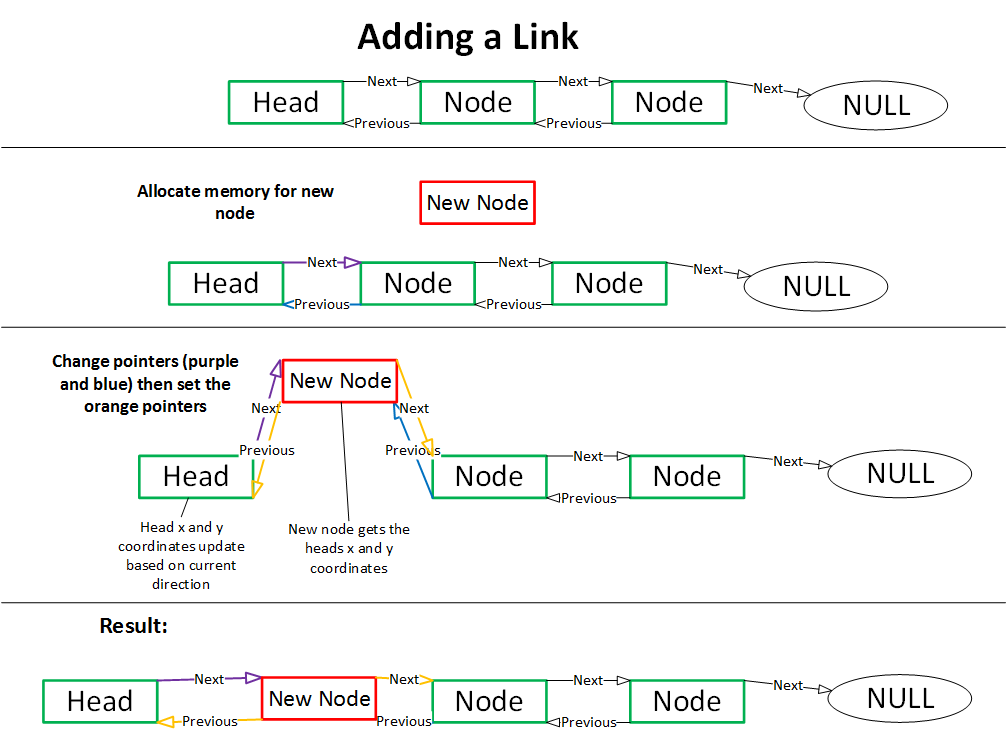 Adding a Link
Next Next Next
Head Node Node NULL
Previous Previous
Allocate memory for new
node
New Node
Next Next Next
Head Node Node NULL
Previous Previous
Change pointers (purple
and blue) then set the
orange pointers
New Node
Next Next
Previous Previous
Next Next
Head Node Node NULL
Previous
Head x and y
coordinates update
based on current
direction
New node gets the
heads x and y
coordinates
Result:
Next Next Next Next
Head New Node Node Node NULL
Previous Previous Previous